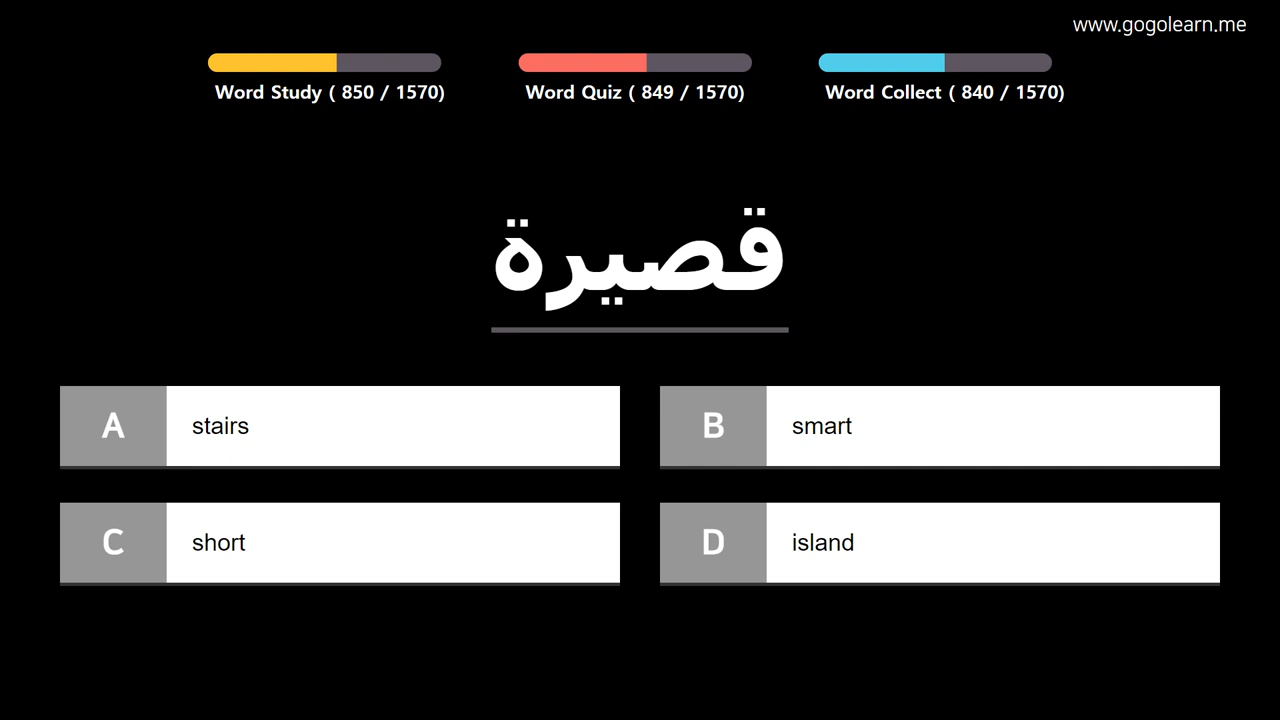 www.gogolearn.me
Word Study ( 850 / 1570)
Word Quiz ( 849 / 1570)
Word Collect ( 840 / 1570)
قصيرة
A stairs
B smart
C short
D island